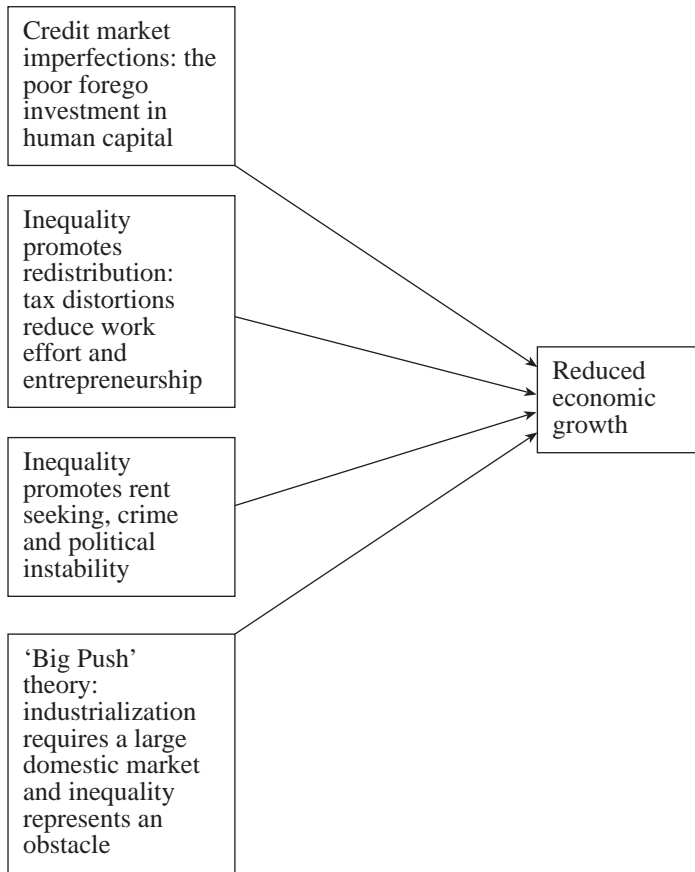 Credit market
imperfections: the
poor forego
investment in
human capital
Inequality
promotes
redistribution:
tax distortions
reduce work
effort and
entrepreneurship
Inequality
promotes rent
seeking, crime
and political
instability
‘Big Push’
theory:
industrialization
requires a large
domestic market
and inequality
represents an
obstacle
Reduced
economic
growth